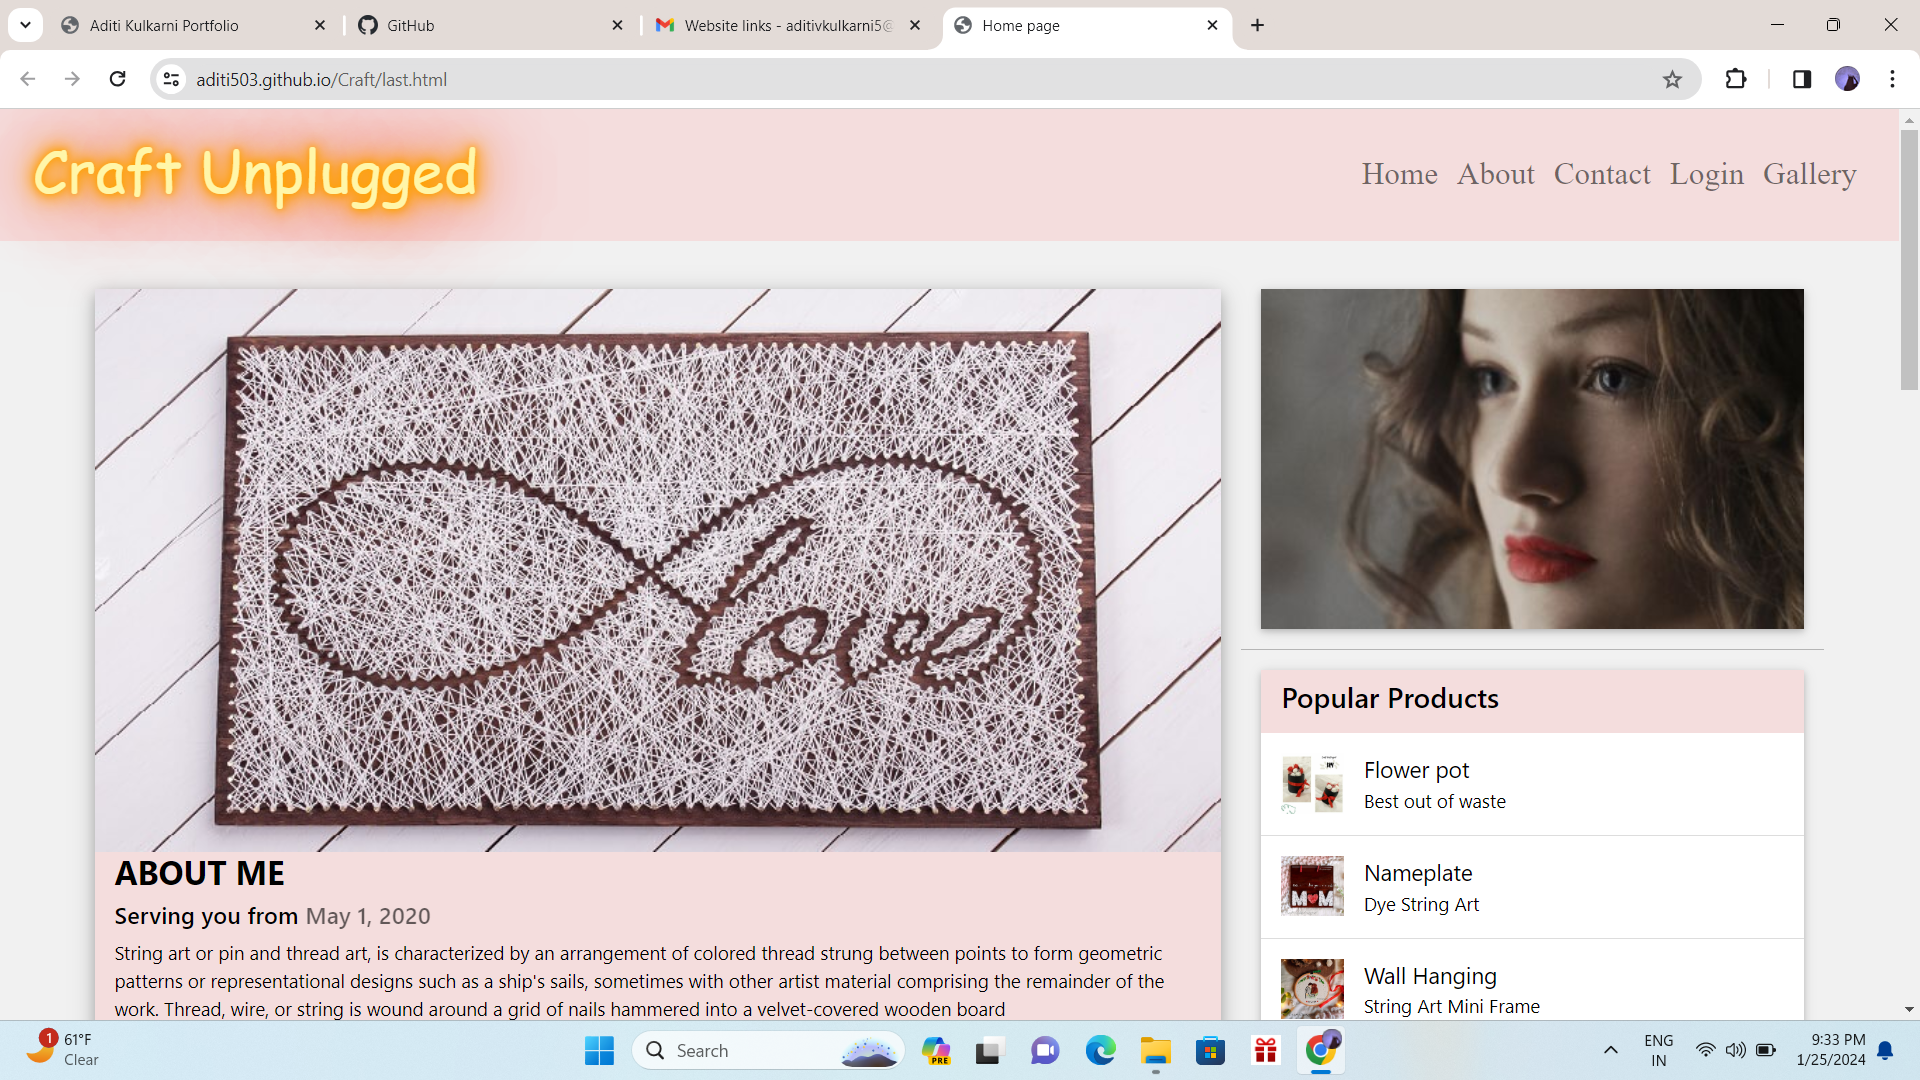 Aditi Kulkarni Portfolio
GitHub
Website links - aditivkulkarni5@
Home page
aditi503.github.io/Craft/last.html
Craft Unplugged
Home About Contact Login Gallery
love
ABOUT ME
Serving you from May 1, 2020
String art or pin and thread art, is characterized by an arrangement of colored thread strung between points to form geometric
patterns or representational designs such as a ship's sails, sometimes with other artist material comprising the remainder of the
work. Thread, wire, or string is wound around a grid of nails hammered into a velvet-covered wooden board
Popular Products
Flower pot
Best out of waste
Nameplate
Dye String Art
Wall Hanging
String Art Mini Frame
1
61°F
Clear
Search
PRE
ENG
IN
9:33 PM
1/25/2024